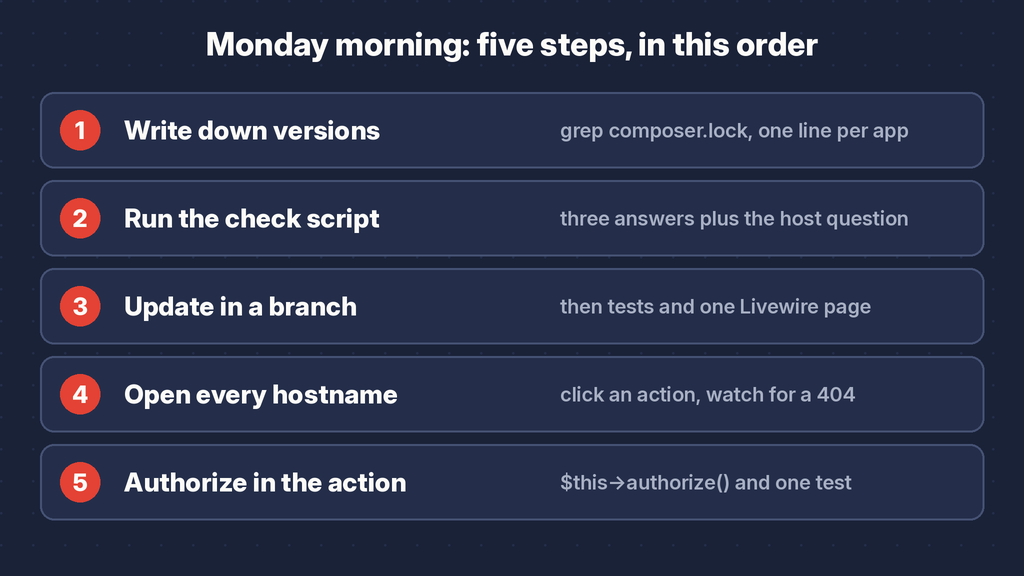 Monday morning: five steps, in this order
1 Write down versions grep composer.lock, one line per app
2 Run the check script three answers plus the host question
3 Update in a branch then tests and one Livewire page
4 Open every hostname click an action, watch for a 404
5 Authorize in the action $this→authorize() and one test